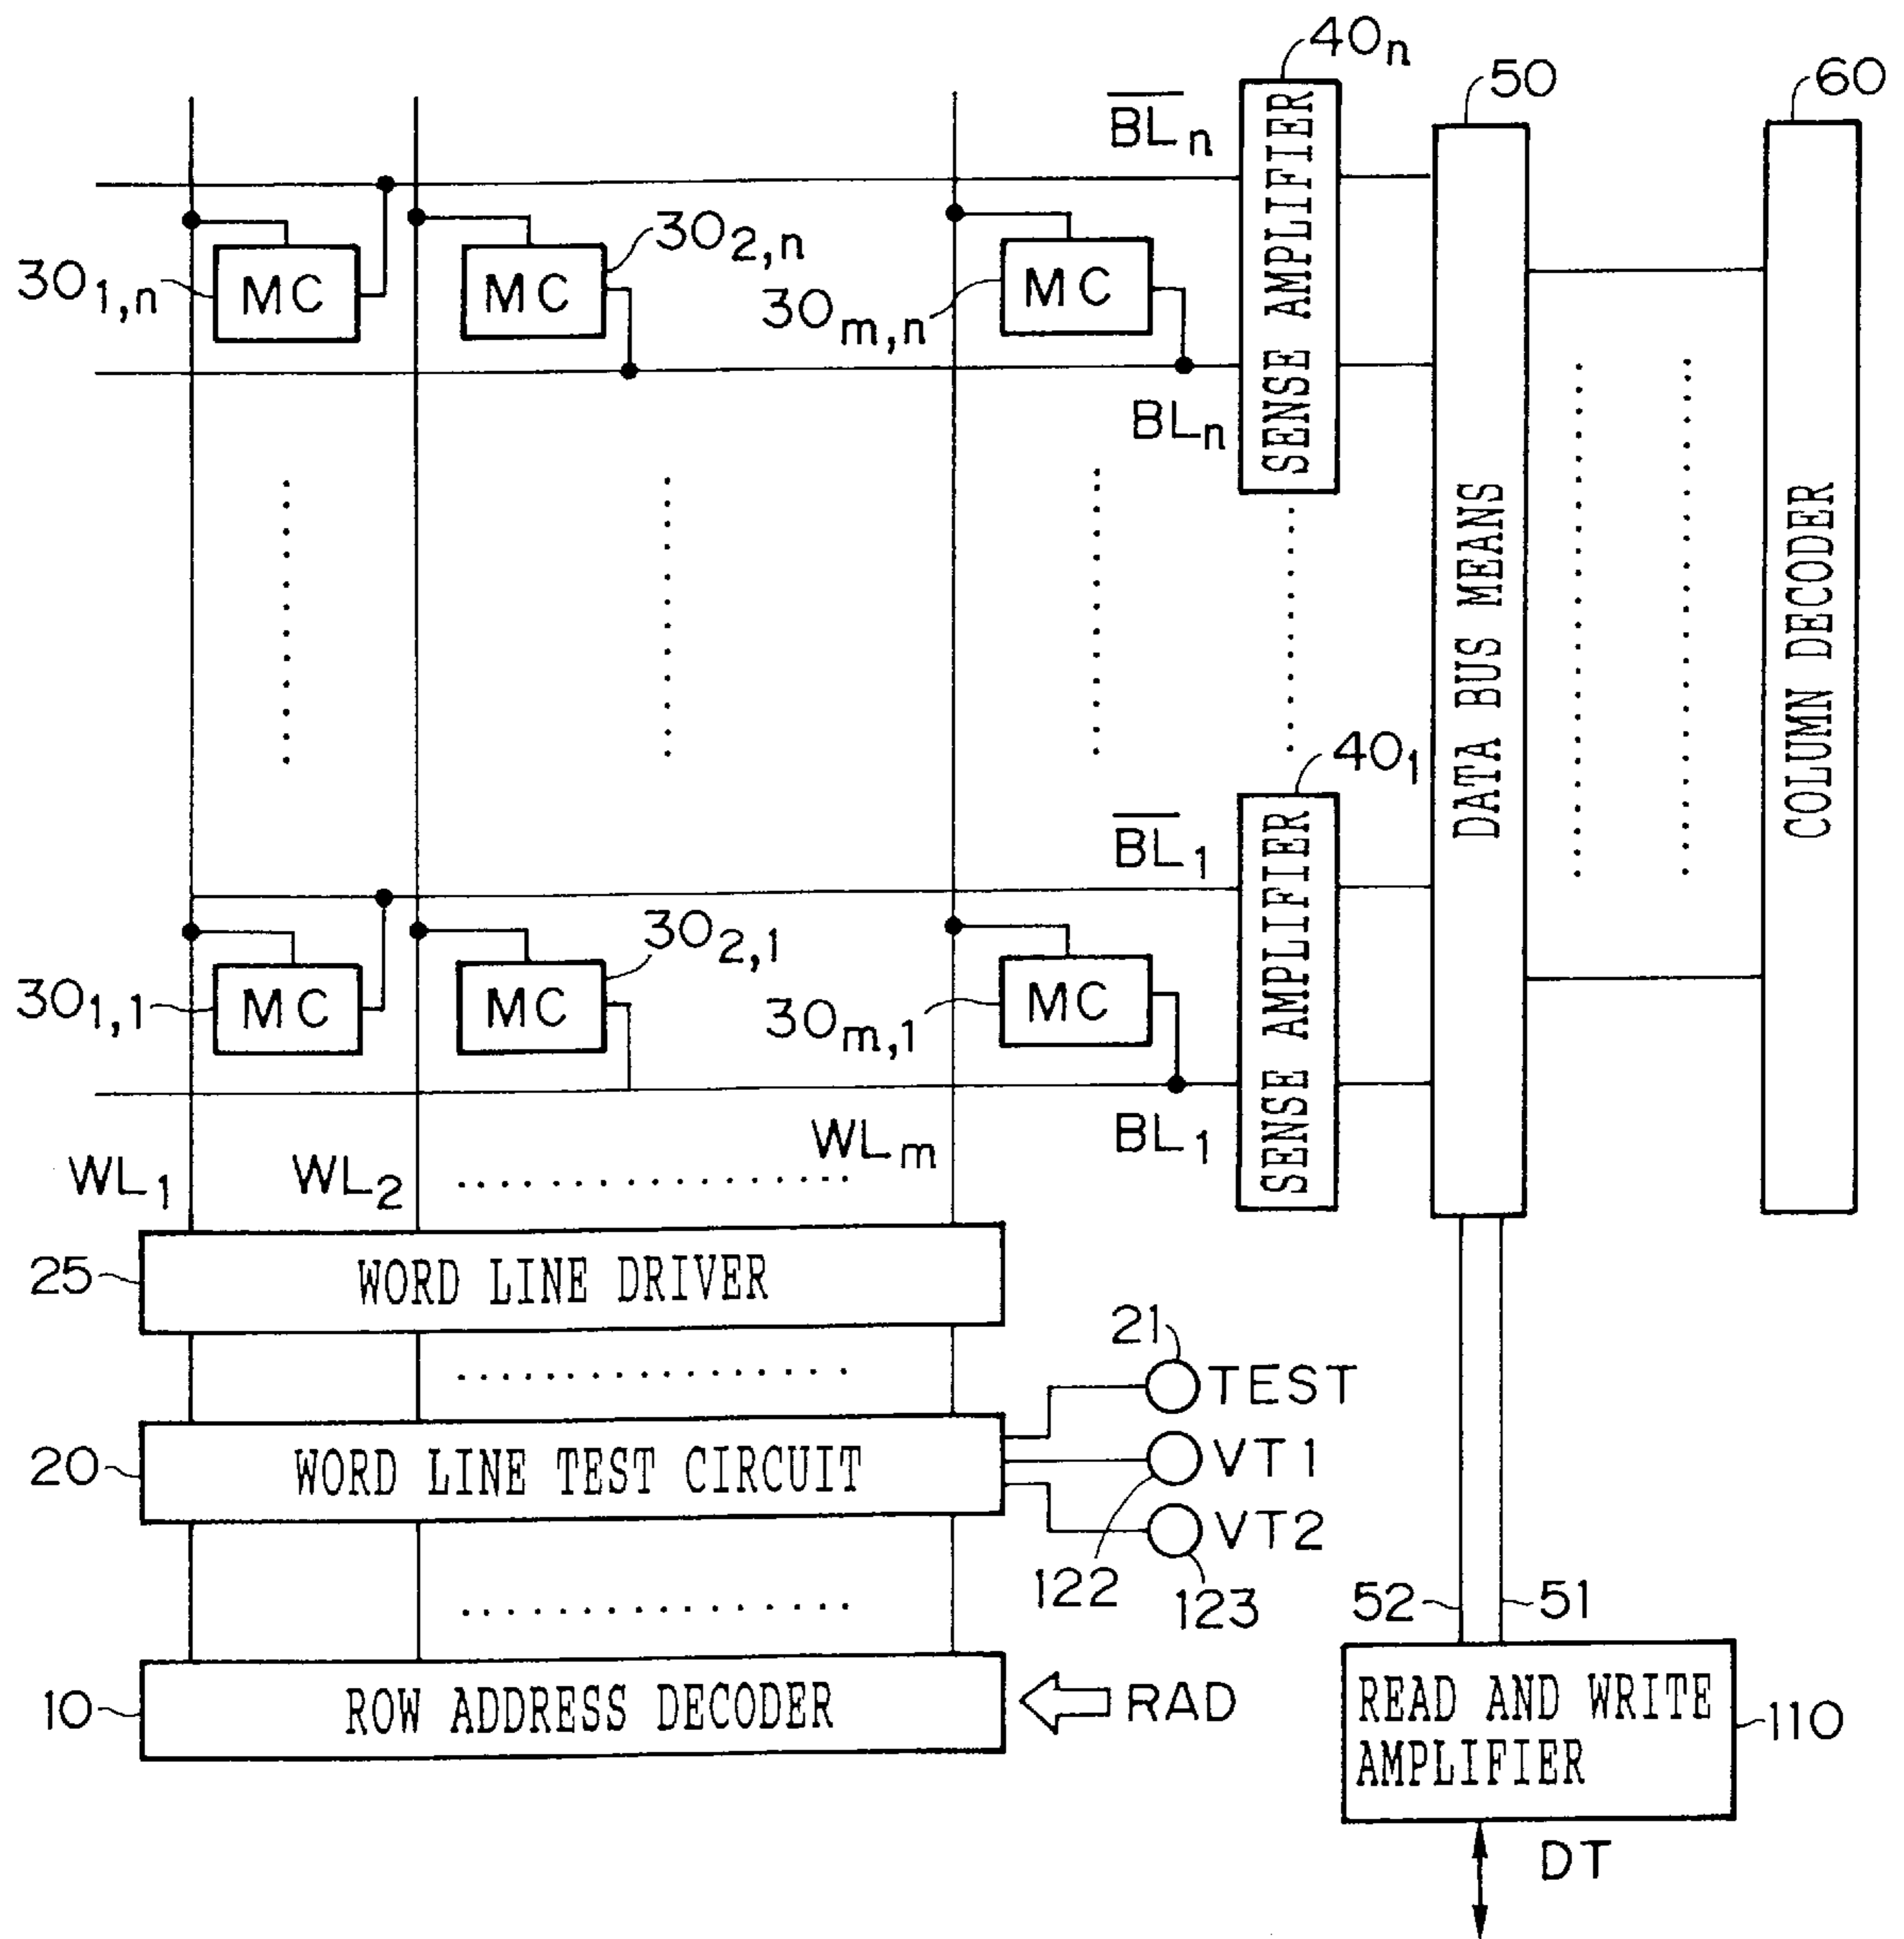 40n
50
60
BLn
SENSE AMPLIFIER
302,n
MC
MC
MC
301,n
30m,n
BLn
DATA BUS MEANS
COLUMN DECODER
401
BL1
SENSE AMPLIFIER
302,1
MC
MC
MC
301,1
30m,1
BL1
WLm
WL1
WL2
25
WORD LINE DRIVER
21
TEST
20
WORD LINE TEST CIRCUIT
VT1
VT2
122
123
52
51
10
ROW ADDRESS DECODER
RAD
READ AND WRITE
AMPLIFIER
110
DT